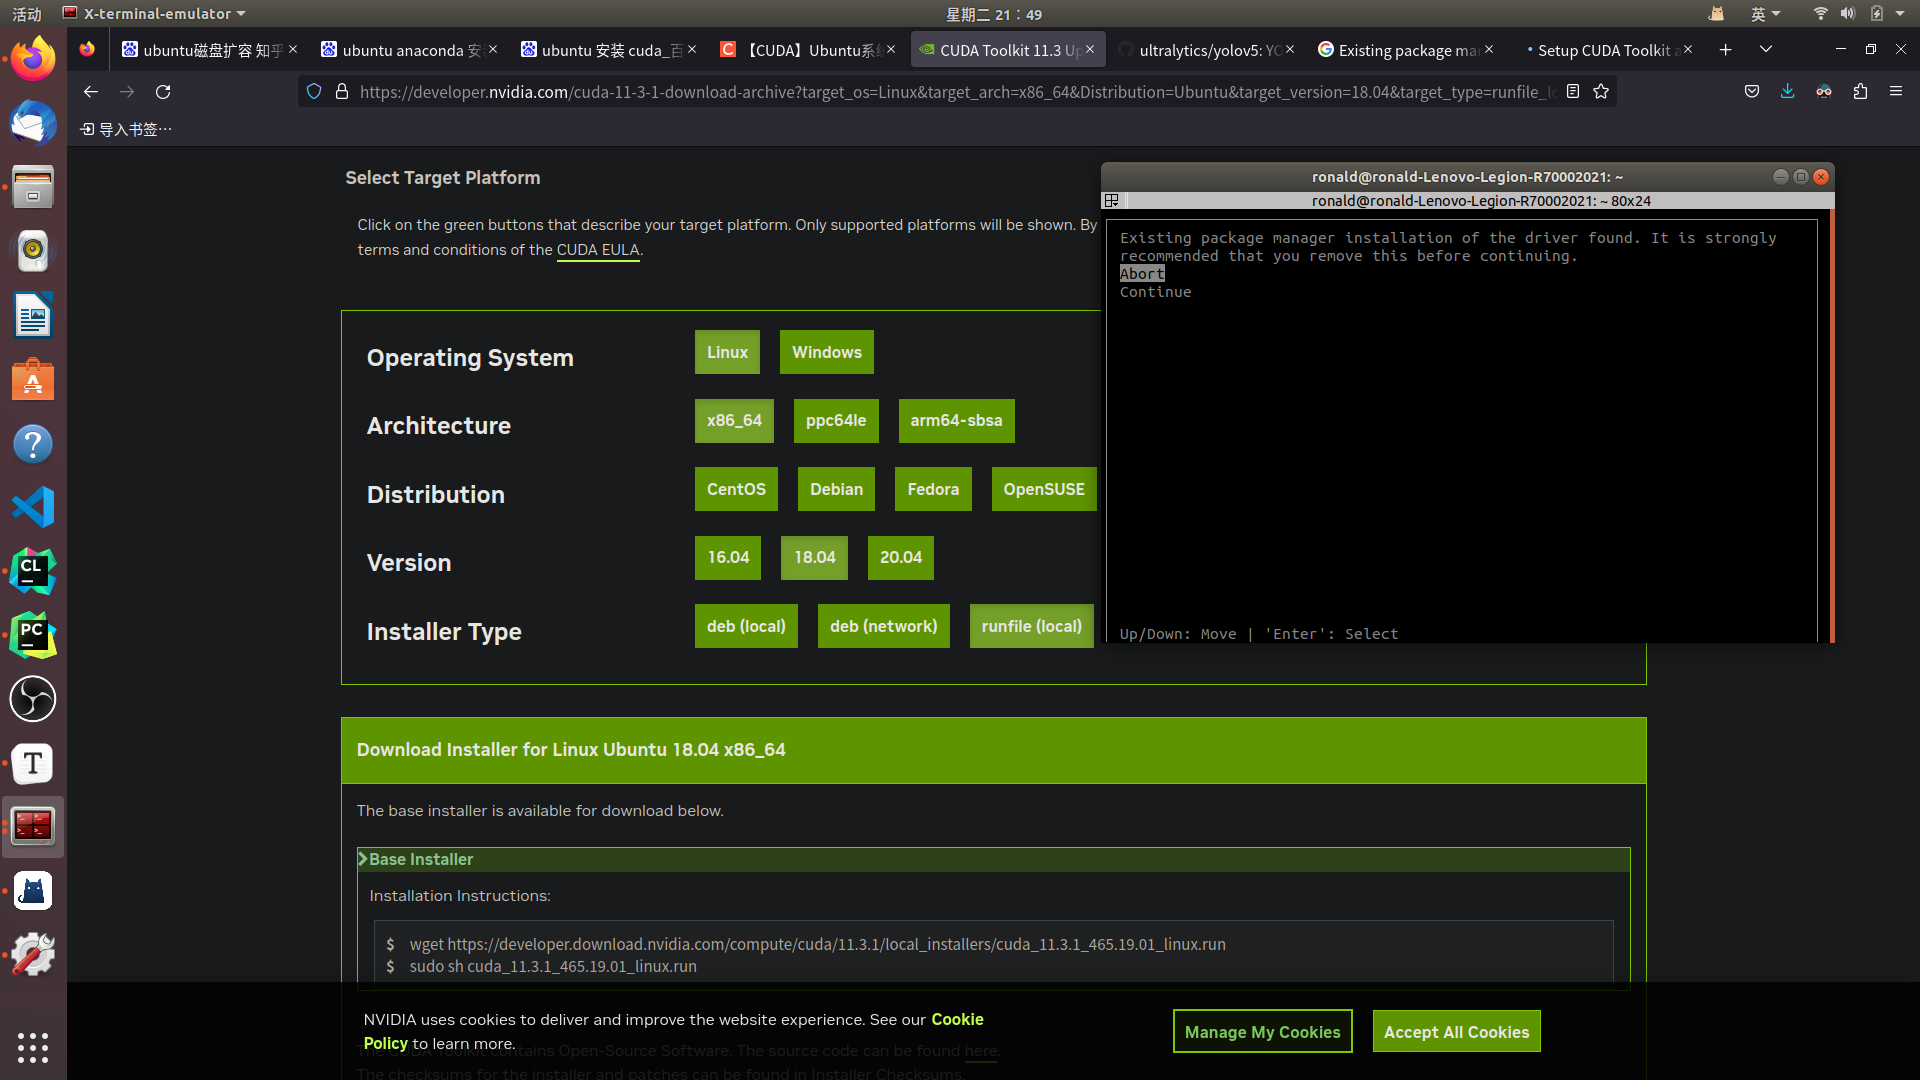 活动
X-terminal-emulator
星期二 21：49
英
ubuntu磁盘扩容 知乎
ubuntu anaconda 安
ubuntu 安装 cuda_百
【CUDA】Ubuntu系
CUDA Toolkit 11.3 Up
ultralytics/yolov5: YO
Existing package ma
Setup CUDA Toolkit a
https://developer.nvidia.com/cuda-11-3-1-download-archive?target_os=Linux&target_arch=x86_64&Distribution=Ubuntu&target_version=18.04&target_type=runfile_lo
导入书签…
Select Target Platform
Click on the green buttons that describe your target platform. Only supported platforms will be shown. By
terms and conditions of the CUDA EULA.
Operating System
Linux
Windows
Architecture
x86_64
ppc64le
arm64-sbsa
Distribution
CentOS
Debian
Fedora
OpenSUSE
Version
16.04
18.04
20.04
Installer Type
deb (local)
deb (network)
runfile (local)
ronald@ronald-Lenovo-Legion-R70002021: ~
ronald@ronald-Lenovo-Legion-R70002021: ~ 80x24
Existing package manager installation of the driver found. It is strongly
recommended that you remove this before continuing.
Abort
Continue
Up/Down: Move | 'Enter': Select
Download Installer for Linux Ubuntu 18.04 x86_64
The base installer is available for download below.
Base Installer
Installation Instructions:
$ wget https://developer.download.nvidia.com/compute/cuda/11.3.1/local_installers/cuda_11.3.1_465.19.01_linux.run
$ sudo sh cuda_11.3.1_465.19.01_linux.run
NVIDIA uses cookies to deliver and improve the website experience. See our Cookie
Policy to learn more.
Manage My Cookies
Accept All Cookies
The CUDA Toolkit contains Open-Source Software. The source code can be found here.
The checksums for the installer and patches can be found in Installer Checksums.
CL
PC
T